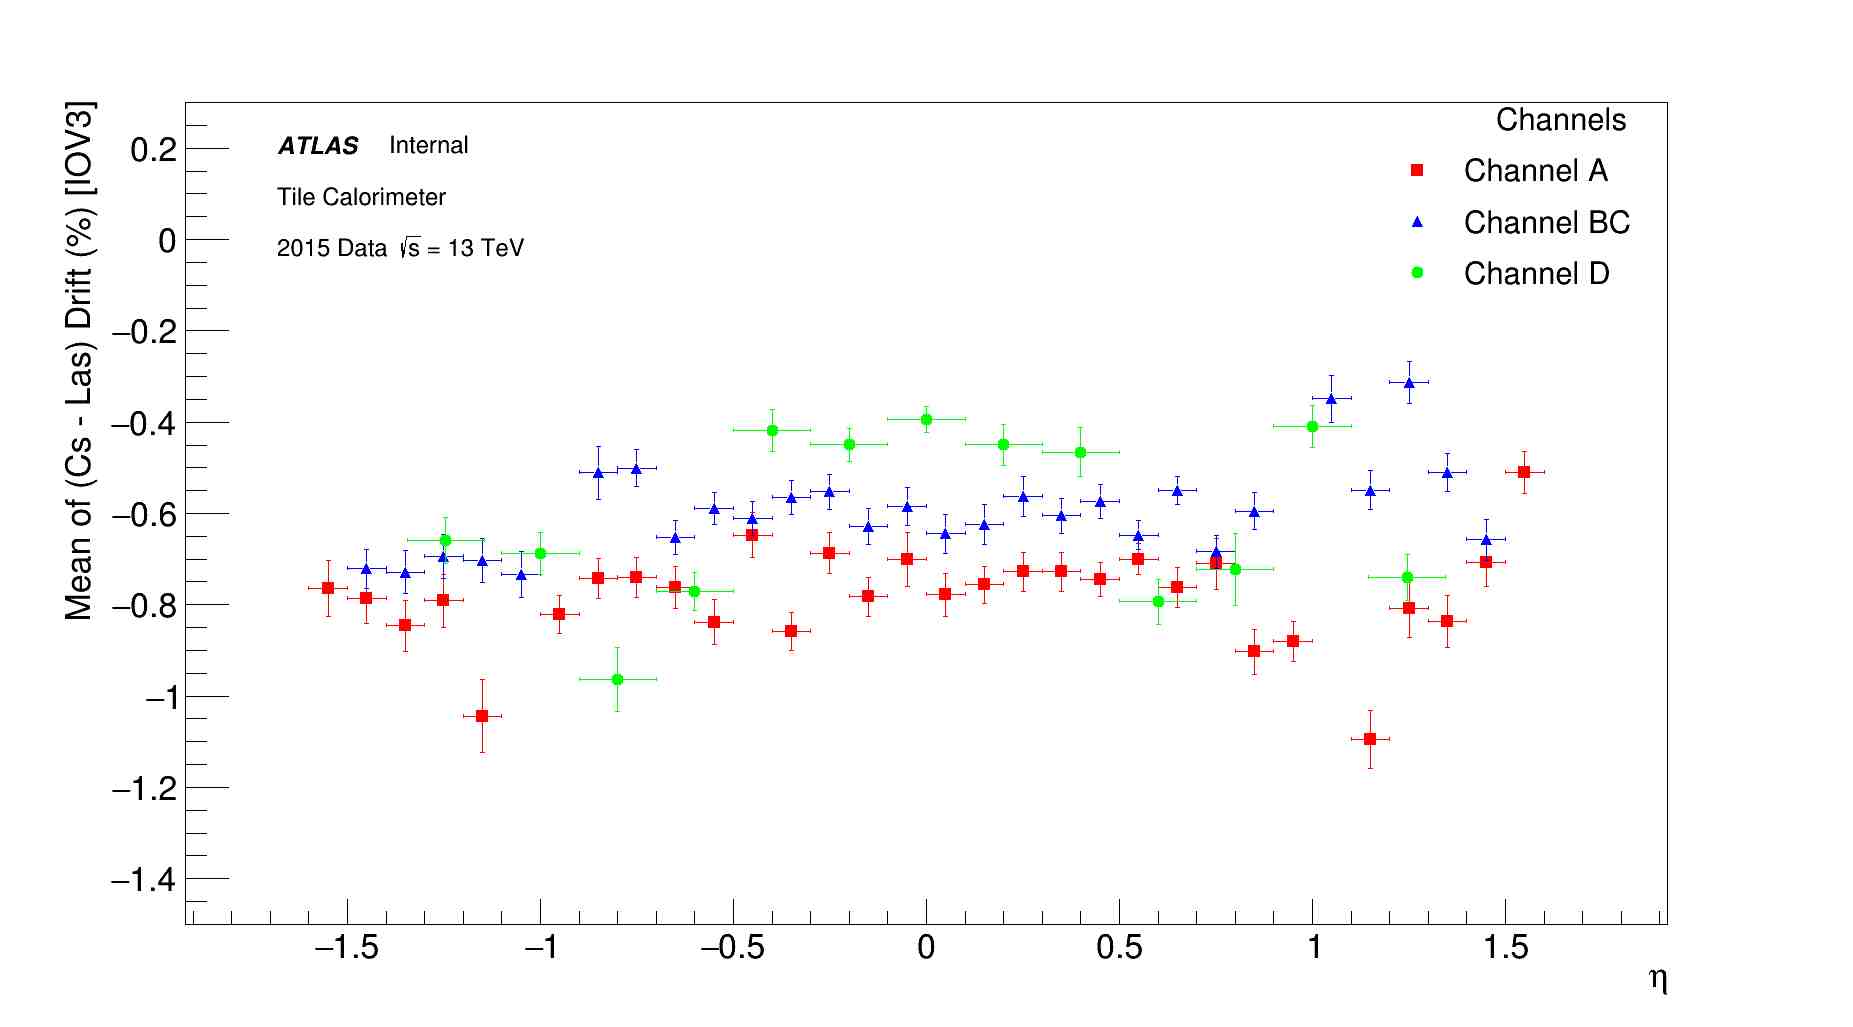 Mean of (Cs - Las) Drift (%) [IOV3]
ATLAS Internal
Tile Calorimeter
2015 Data √s = 13 TeV
Channels
Channel A
Channel BC
Channel D
0.2
0
−0.2
−0.4
−0.6
−0.8
−1
−1.2
−1.4
−1.5 −1 −0.5 0 0.5 1 1.5
η